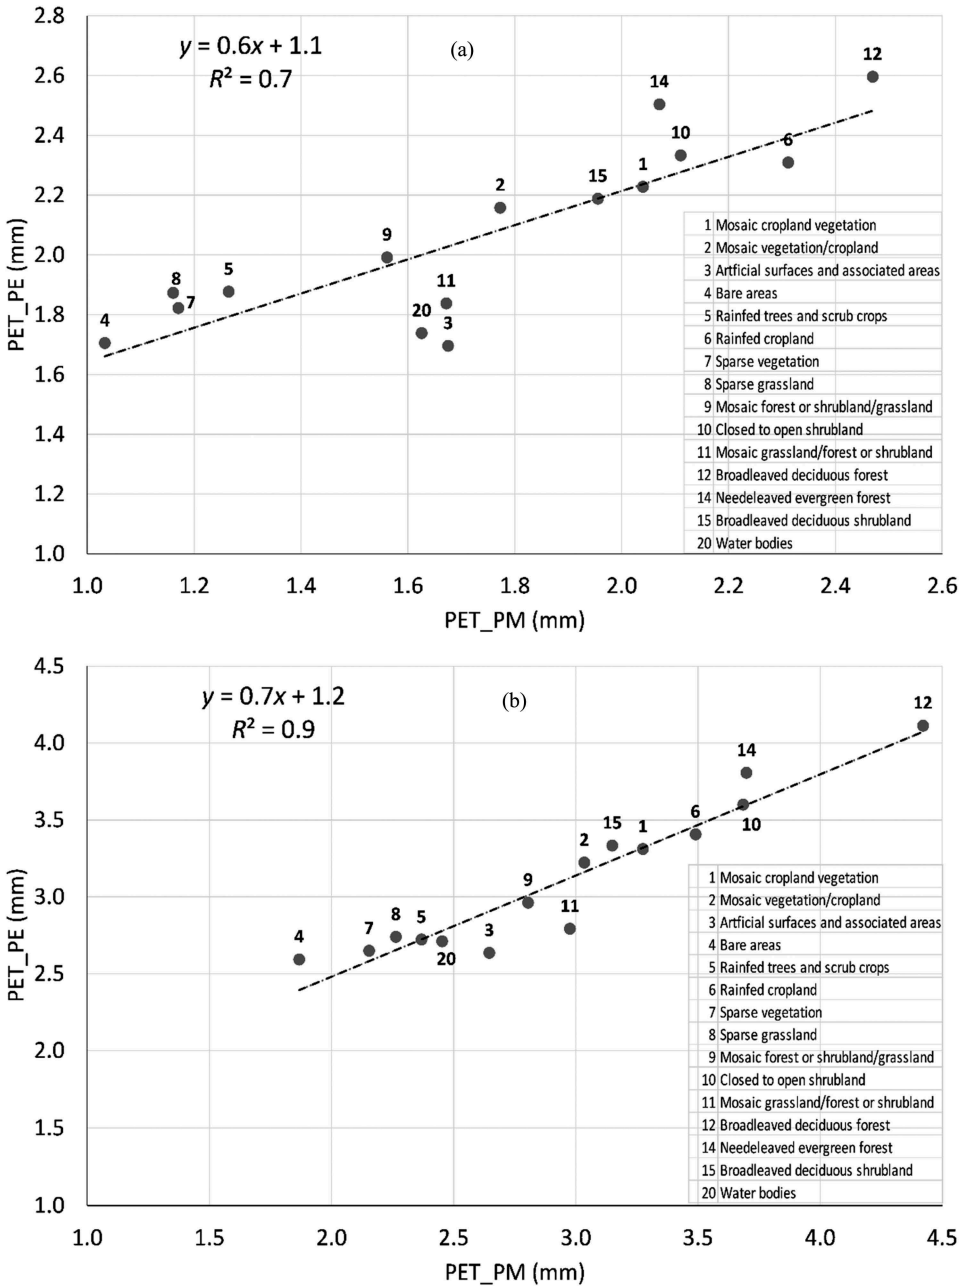 y = 0.6x + 1.1
R² = 0.7
(a)
2.8
2.6
2.4
2.2
2.0
1.8
1.6
1.4
1.2
1.0
PET_PE (mm)
12
14
10
6
1
15
2
9
11
20
3
8
5
7
4
1 Mosaic cropland vegetation
2 Mosaic vegetation/cropland
3 Artficial surfaces and associated areas
4 Bare areas
5 Rainfed trees and scrub crops
6 Rainfed cropland
7 Sparse vegetation
8 Sparse grassland
9 Mosaic forest or shrubland/grassland
10 Closed to open shrubland
11 Mosaic grassland/forest or shrubland
12 Broadleaved deciduous forest
14 Needeleaved evergreen forest
15 Broadleaved deciduous shrubland
20 Water bodies
1.0 1.2 1.4 1.6 1.8 2.0 2.2 2.4 2.6
PET_PM (mm)
y = 0.7x + 1.2
R² = 0.9
(b)
4.5
4.0
3.5
3.0
2.5
2.0
1.5
1.0
PET_PE (mm)
12
14
10
6
1
15
2
9
11
3
20
5
8
7
4
1 Mosaic cropland vegetation
2 Mosaic vegetation/cropland
3 Artficial surfaces and associated areas
4 Bare areas
5 Rainfed trees and scrub crops
6 Rainfed cropland
7 Sparse vegetation
8 Sparse grassland
9 Mosaic forest or shrubland/grassland
10 Closed to open shrubland
11 Mosaic grassland/forest or shrubland
12 Broadleaved deciduous forest
14 Needeleaved evergreen forest
15 Broadleaved deciduous shrubland
20 Water bodies
1.0 1.5 2.0 2.5 3.0 3.5 4.0 4.5
PET_PM (mm)